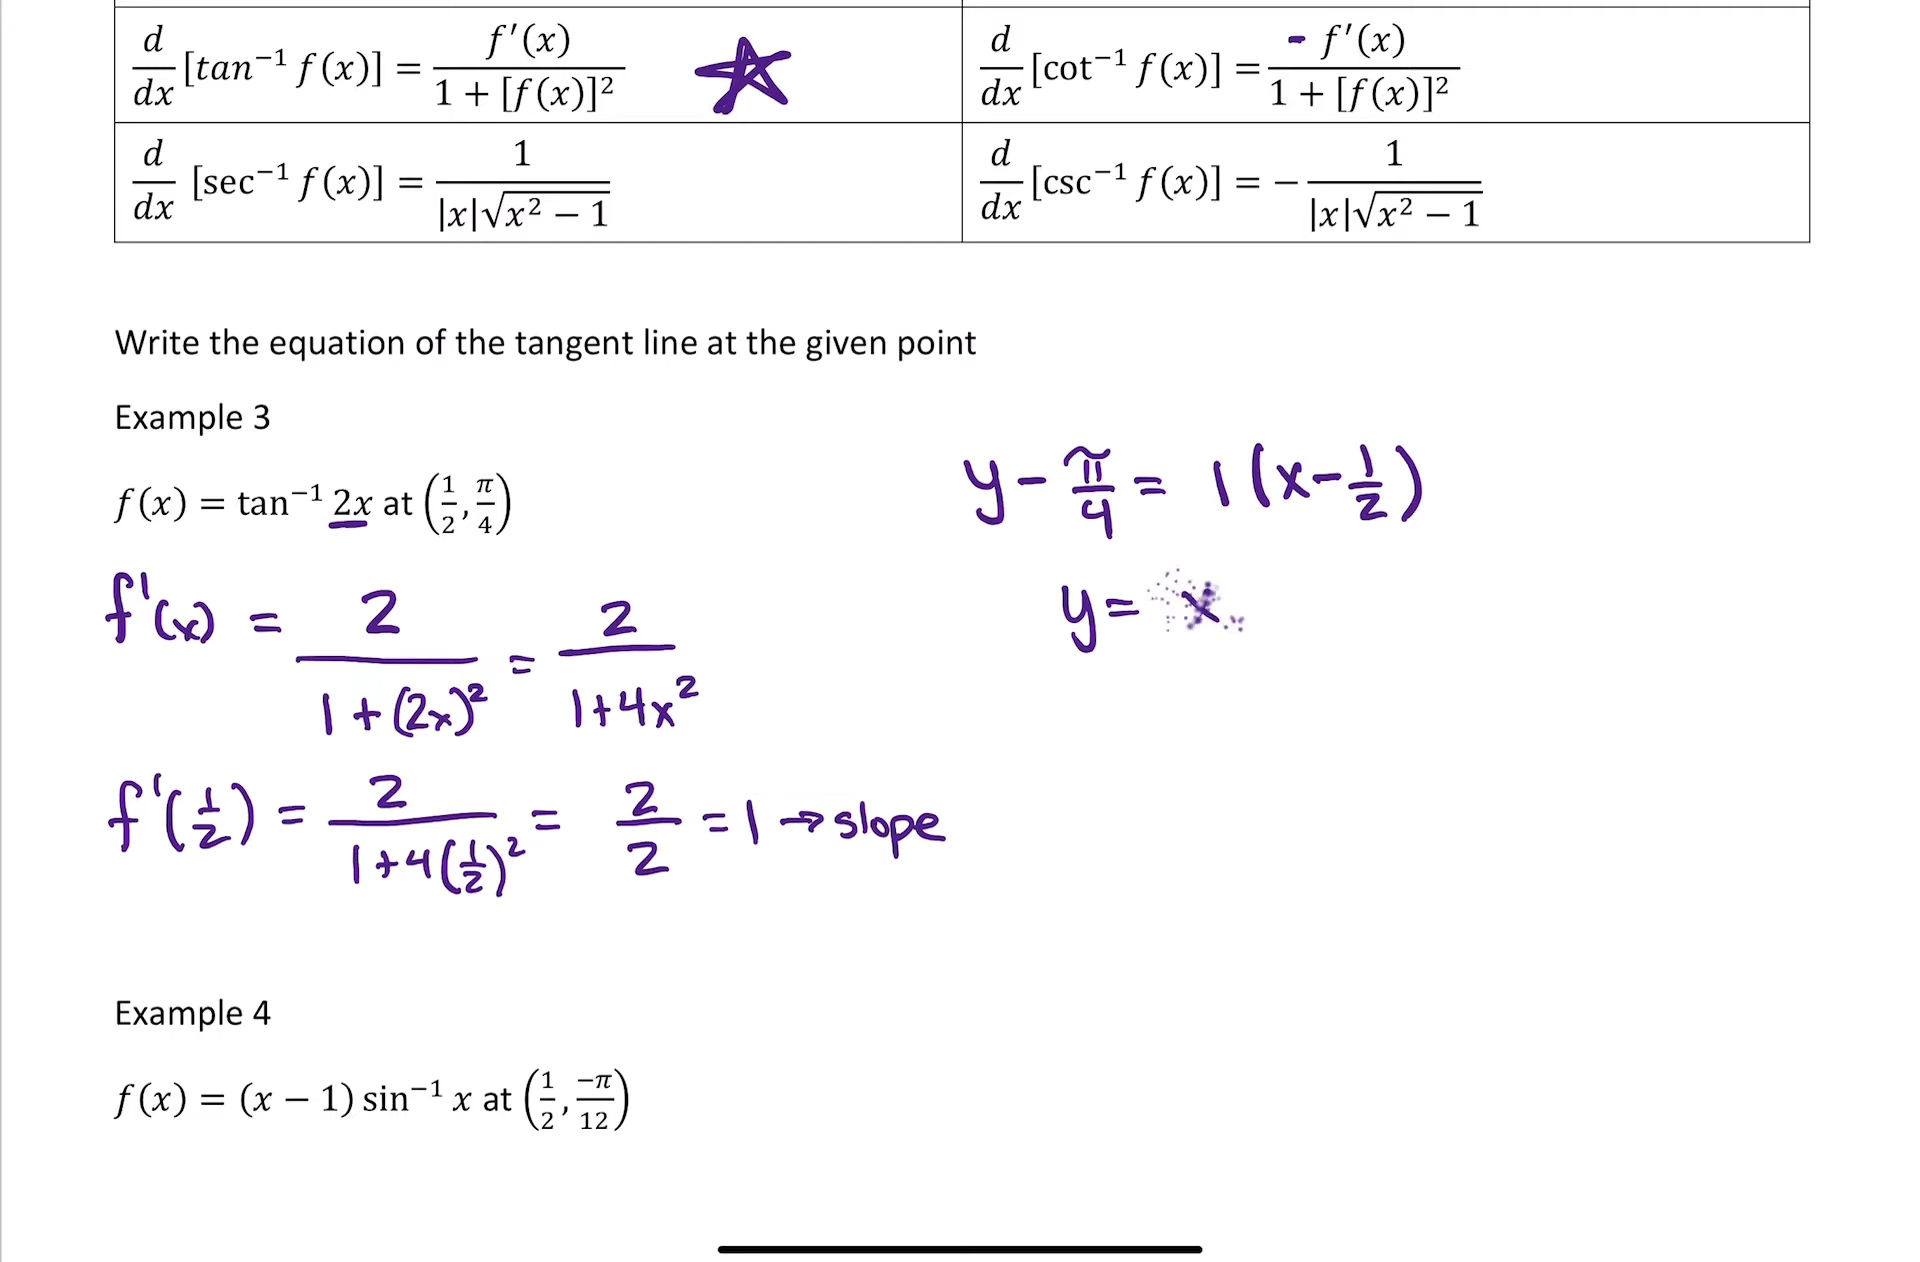 d/dx [tan⁻¹ f(x)] = f′(x) / 1 + [f(x)]²
d/dx [cot⁻¹ f(x)] = - f′(x) / 1 + [f(x)]²
d/dx [sec⁻¹ f(x)] = 1 / |x|√x² − 1
d/dx [csc⁻¹ f(x)] = − 1 / |x|√x² − 1
Write the equation of the tangent line at the given point
Example 3
f(x) = tan⁻¹ 2x at (1/2, π/4)
y - π/4 = 1(x - 1/2)
y = x
f'(x) = 2 / 1+(2x)² = 2 / 1+4x²
f'(1/2) = 2 / 1+4(1/2)² = 2/2 = 1 → slope
Example 4
f(x) = (x − 1) sin⁻¹ x at (1/2, −π/12)